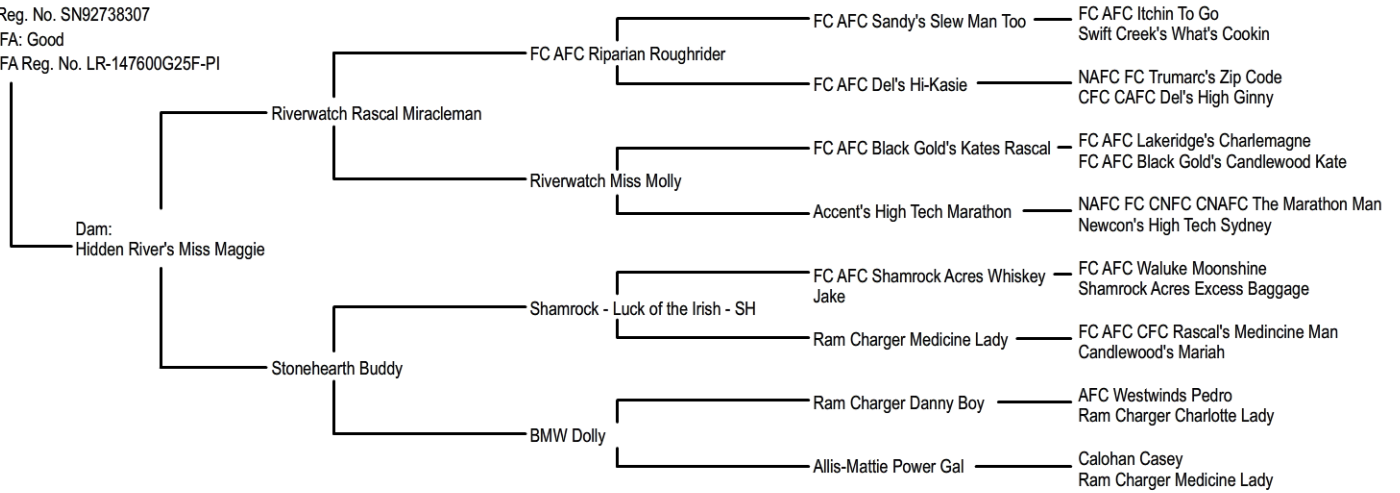 Reg. No. SN92738307
FA: Good
FA Reg. No. LR-147600G25F-PI
Dam:
Hidden River's Miss Maggie
Riverwatch Rascal Miracleman
Stonehearth Buddy
FC AFC Riparian Roughrider
Riverwatch Miss Molly
Shamrock - Luck of the Irish - SH
BMW Dolly
FC AFC Sandy's Slew Man Too
FC AFC Del's Hi-Kasie
FC AFC Black Gold's Kates Rascal
Accent's High Tech Marathon
FC AFC Shamrock Acres Whiskey
Jake
Ram Charger Medicine Lady
Ram Charger Danny Boy
Allis-Mattie Power Gal
FC AFC Itchin To Go
Swift Creek's What's Cookin
NAFC FC Trumarc's Zip Code
CFC CAFC Del's High Ginny
FC AFC Lakeridge's Charlemagne
FC AFC Black Gold's Candlewood Kate
NAFC FC CNFC CNAFC The Marathon Man
Newcon's High Tech Sydney
FC AFC Waluke Moonshine
Shamrock Acres Excess Baggage
FC AFC CFC Rascal's Medincine Man
Candlewood's Mariah
AFC Westwinds Pedro
Ram Charger Charlotte Lady
Calohan Casey
Ram Charger Medicine Lady